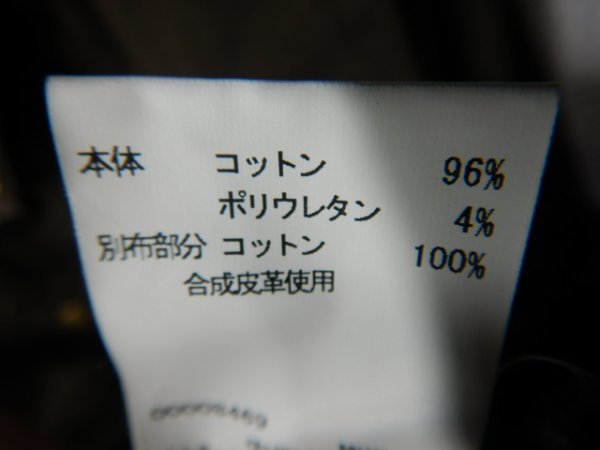 本体 コットン 96%
ポリウレタン 4%
別布部分 コットン 100%
合成皮革使用